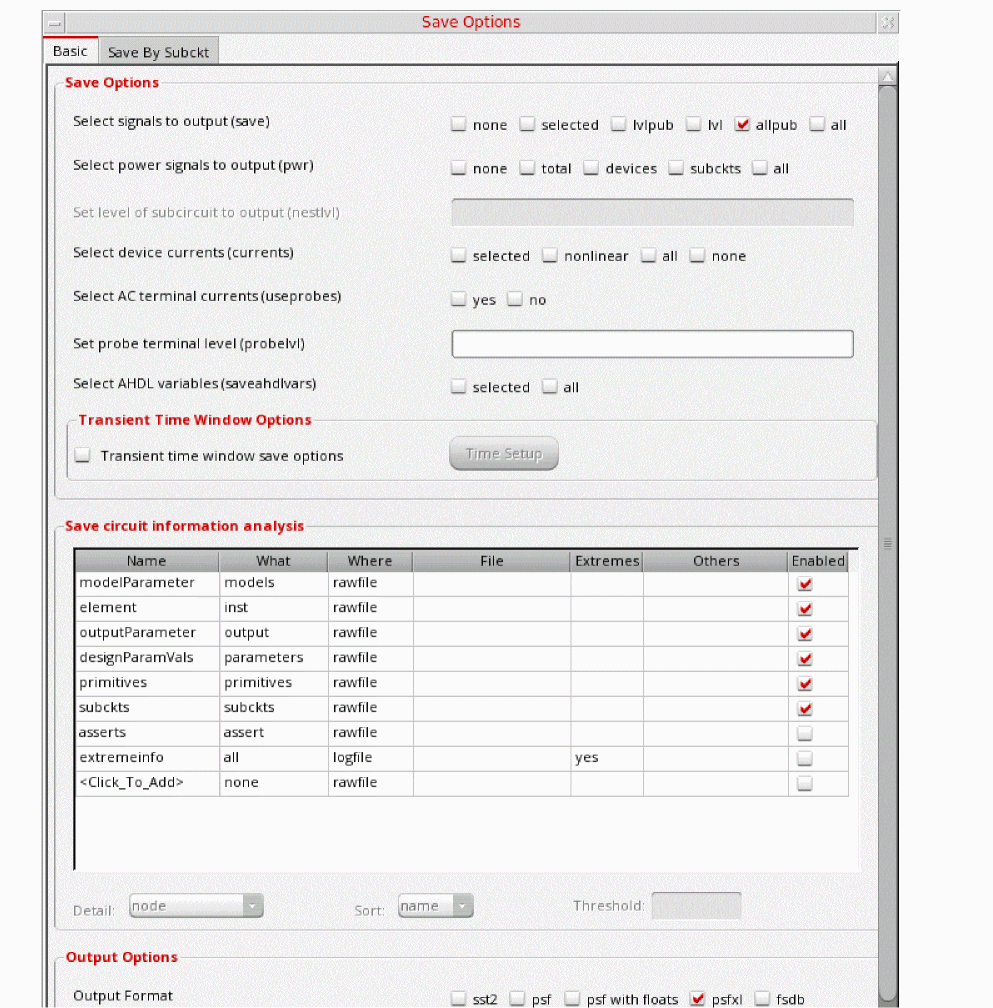 Save Options
Basic Save By Subckt
Save Options
Select signals to output (save) none selected lvlpub lvl allpub all
Select power signals to output (pwr) none total devices subckts all
Set level of subcircuit to output (nestlvl)
Select device currents (currents) selected nonlinear all none
Select AC terminal currents (useprobes) yes no
Set probe terminal level (probelvl)
Select AHDL variables (saveahdlvars) selected all
Transient Time Window Options
Transient time window save options Time Setup
Save circuit information analysis
Name What Where File Extremes Others Enabled
modelParameter models rawfile
element inst rawfile
outputParameter output rawfile
designParamVals parameters rawfile
primitives primitives rawfile
subckts subckts rawfile
asserts assert rawfile
extremeinfo all logfile yes
<Click_To_Add> none rawfile
Detail: node Sort: name Threshold:
Output Options
Output Format sst2 psf psf with floats psfxl fsdb